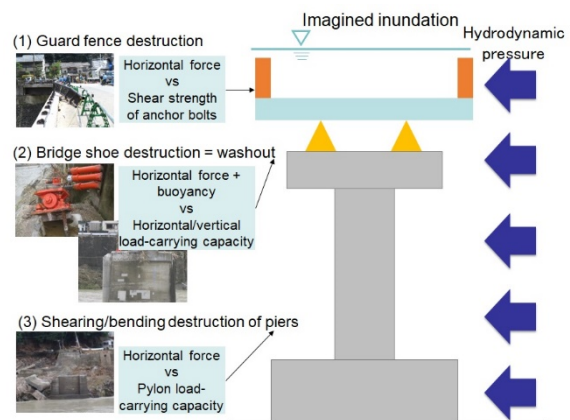 Imagined inundation
Hydrodynamic
pressure
(1) Guard fence destruction
Horizontal force
vs
Shear strength
of anchor bolts
(2) Bridge shoe destruction = washout
Horizontal force +
buoyancy
vs
Horizontal/vertical
load-carrying capacity
(3) Shearing/bending destruction of piers
Horizontal force
vs
Pylon load-
carrying capacity